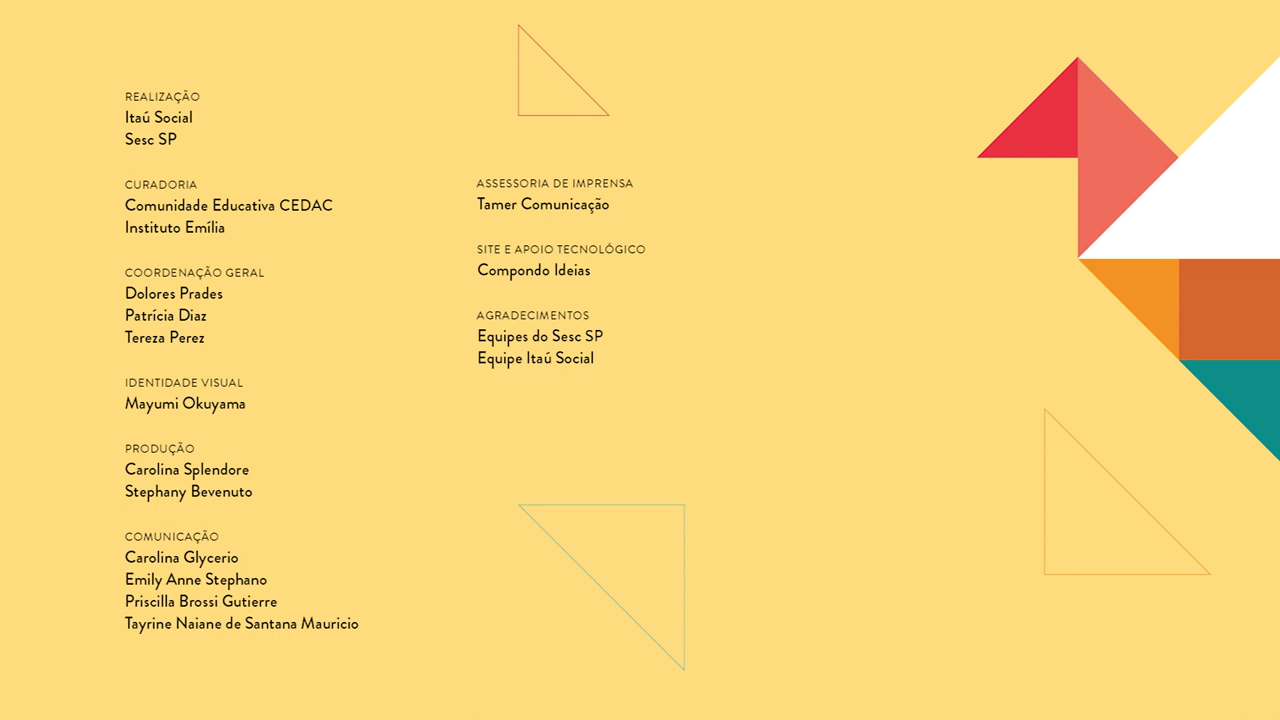 REALIZAÇÃO
Itaú Social
Sesc SP
CURADORIA
Comunidade Educativa CEDAC
Instituto Emília
COORDENAÇÃO GERAL
Dolores Prades
Patrícia Diaz
Tereza Perez
IDENTIDADE VISUAL
Mayumi Okuyama
PRODUÇÃO
Carolina Splendore
Stephany Bevenuto
COMUNICAÇÃO
Carolina Glycerio
Emily Anne Stephano
Priscilla Brossi Gutierre
Tayrine Naiane de Santana Mauricio
ASSESSORIA DE IMPRENSA
Tamer Comunicação
SITE E APOIO TECNOLÓGICO
Compondo Ideias
AGRADECIMENTOS
Equipes do Sesc SP
Equipe Itaú Social